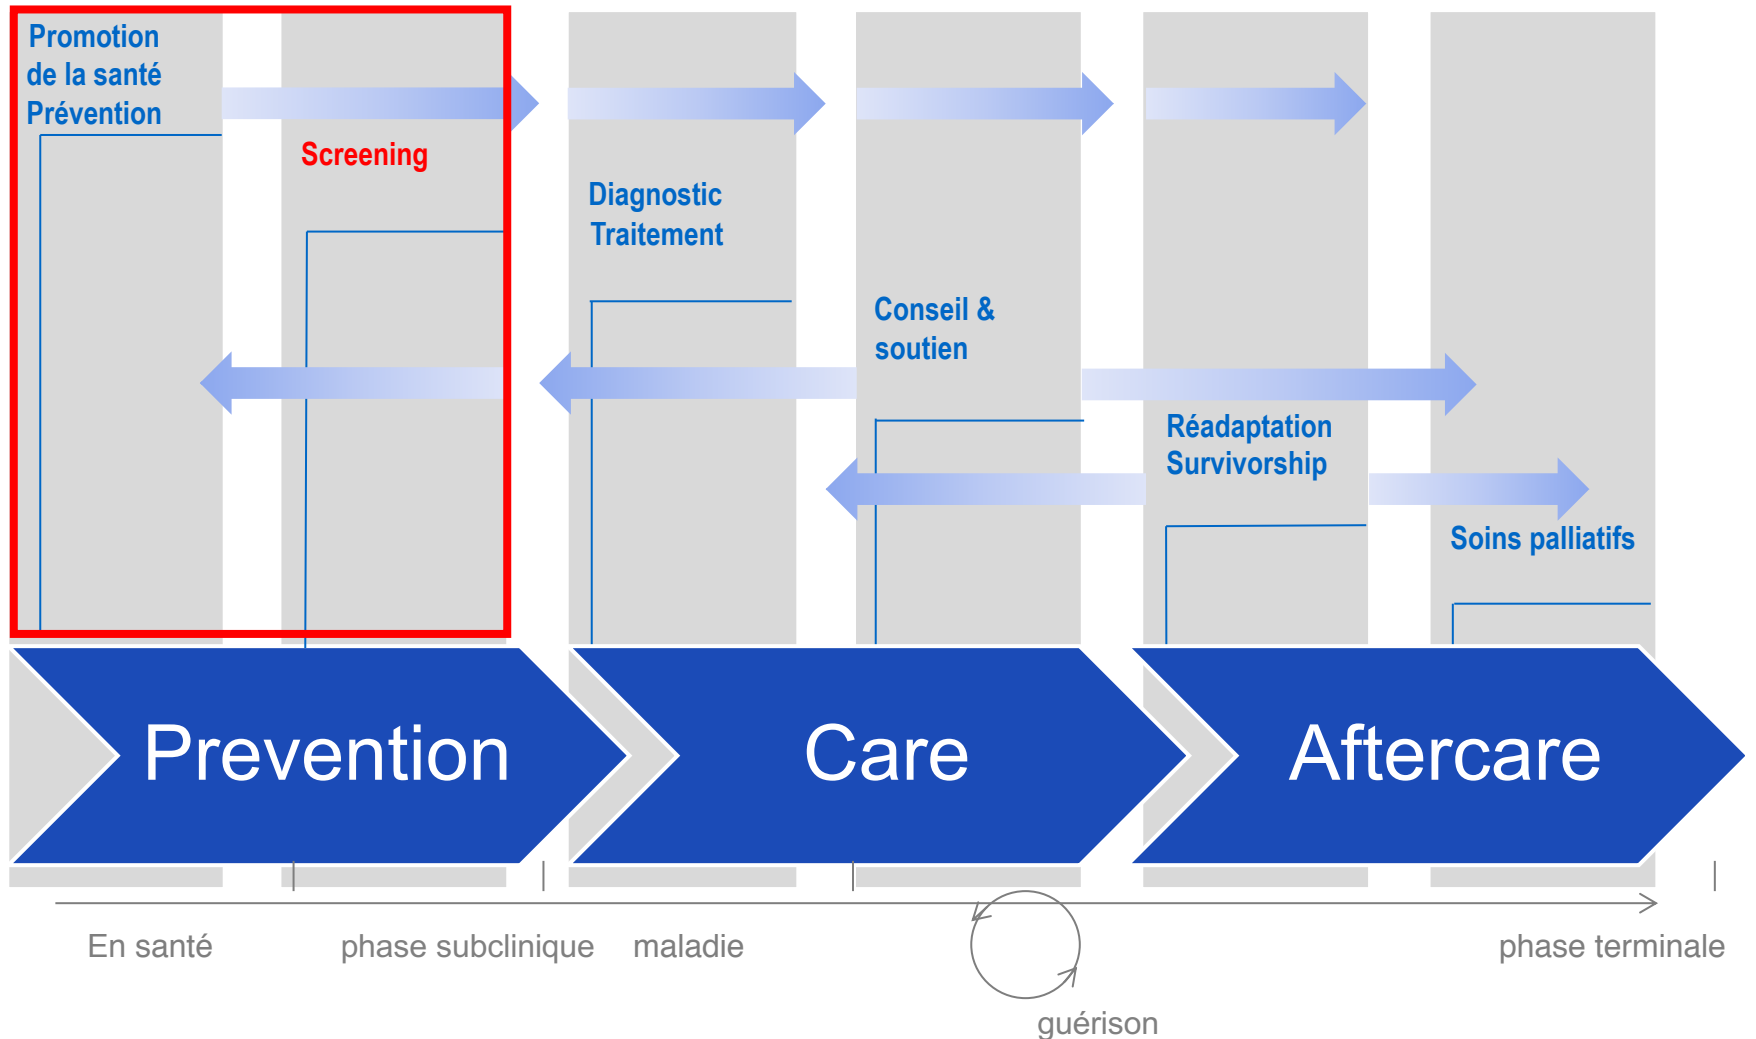 Promotion
de la santé
Prévention
Screening
Diagnostic
Traitement
Conseil &
soutien
Réadaptation
Survivorship
Soins palliatifs
Prevention
Care
Aftercare
En santé
phase subclinique
maladie
phase terminale
guérison